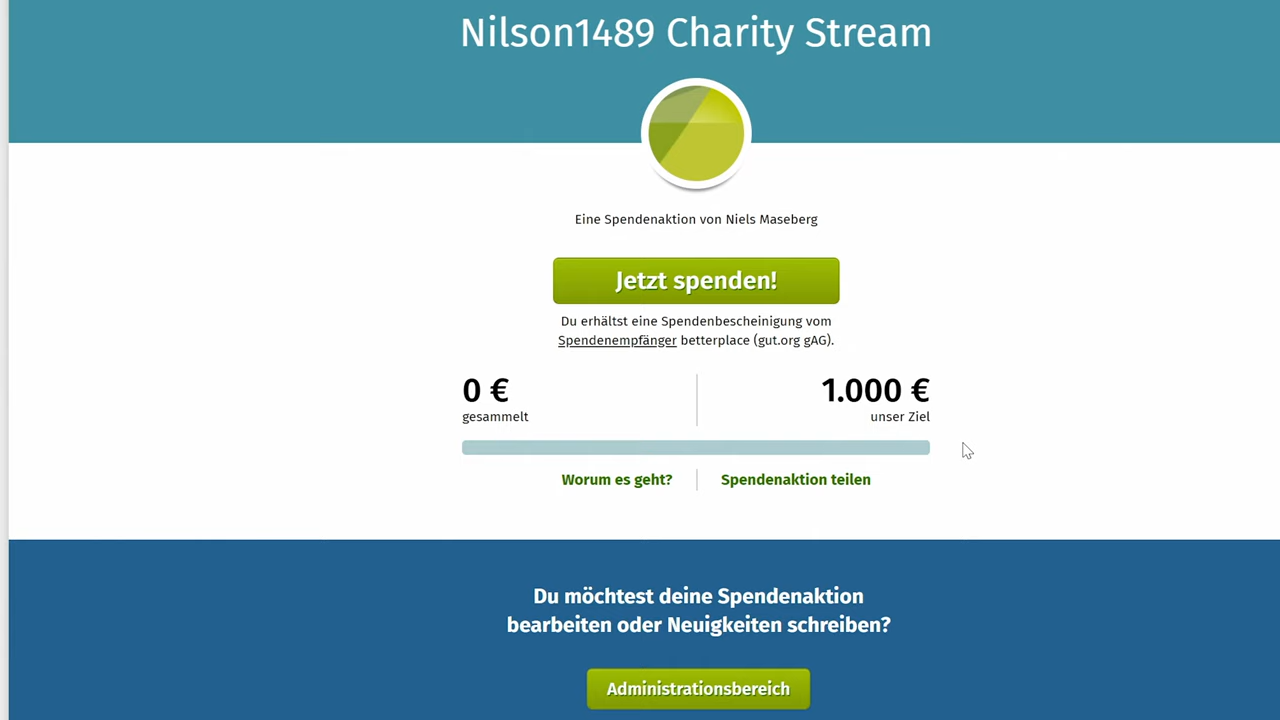 Nilson1489 Charity Stream
Eine Spendenaktion von Niels Maseberg
Jetzt spenden!
Du erhältst eine Spendenbescheinigung vom
Spendenempfänger betterplace (gut.org gAG).
0 €
gesammelt
1.000 €
unser Ziel
Worum es geht?
Spendenaktion teilen
Du möchtest deine Spendenaktion
bearbeiten oder Neuigkeiten schreiben?
Administrationsbereich